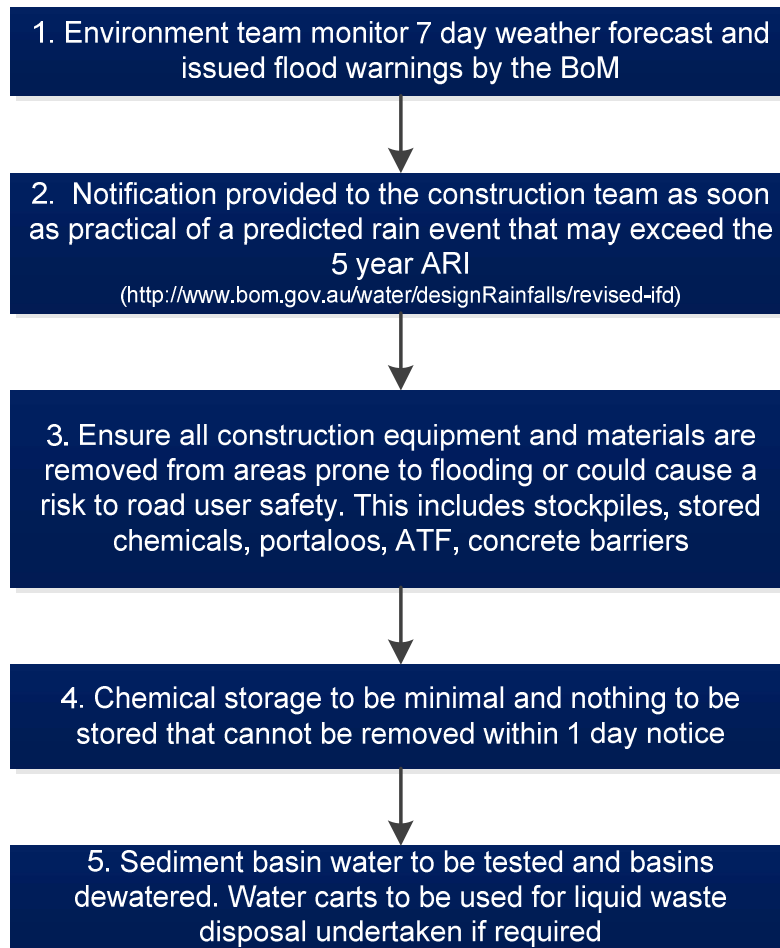 1. Environment team monitor 7 day weather forecast and
issued flood warnings by the BoM
2.  Notification provided to the construction team as soon
as practical of a predicted rain event that may exceed the
5 year ARI
(http://www.bom.gov.au/water/designRainfalls/revised-ifd)
3. Ensure all construction equipment and materials are
removed from areas prone to flooding or could cause a
risk to road user safety. This includes stockpiles, stored
chemicals, portaloos, ATF, concrete barriers
4. Chemical storage to be minimal and nothing to be
stored that cannot be removed within 1 day notice
5. Sediment basin water to be tested and basins
dewatered. Water carts to be used for liquid waste
disposal undertaken if required